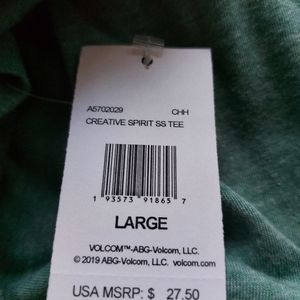 A5702029 CHH
CREATIVE SPIRIT SS TEE
1 93573 91865 7
LARGE
VOLCOM™-ABG-Volcom, LLC.
© 2019 ABG-Volcom, LLC. volcom.com
USA MSRP: $ 27.50